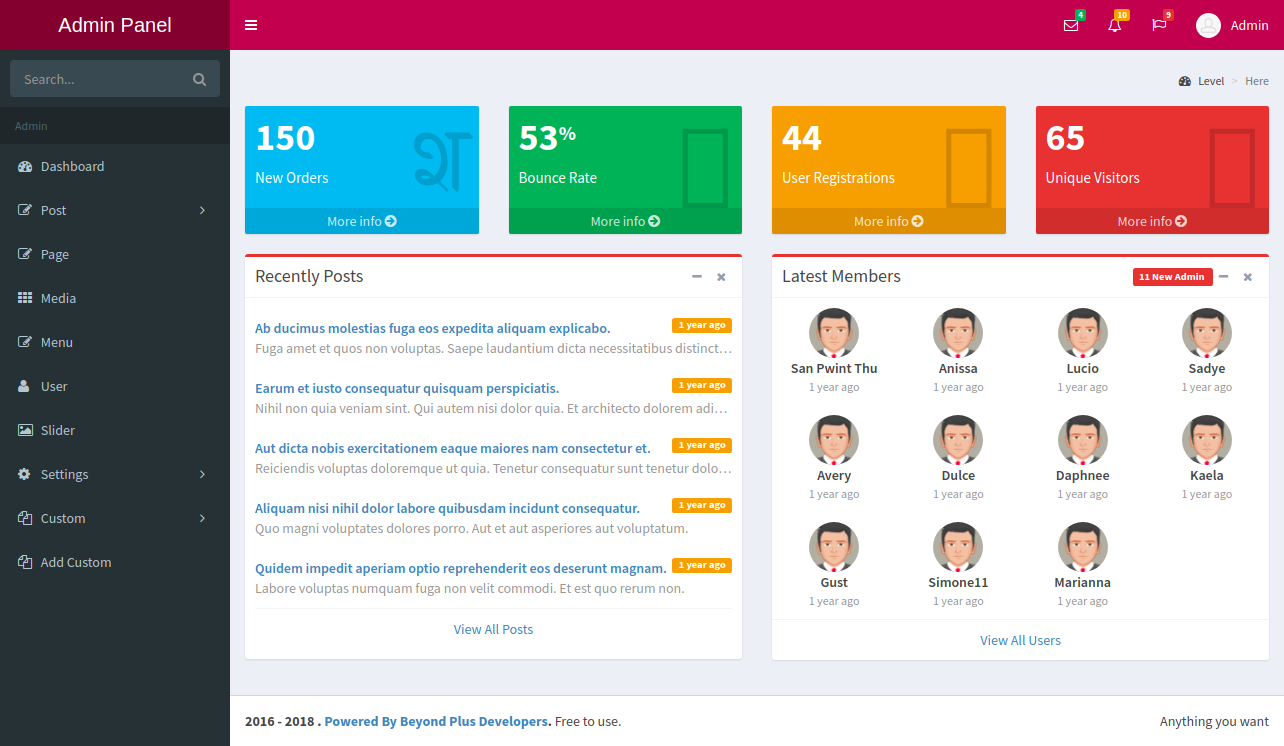 Admin Panel
4
10
9
Admin
Search...
Level > Here
Admin
Dashboard
Post
Page
Media
Menu
User
Slider
Settings
Custom
Add Custom
150
New Orders
More info
53%
Bounce Rate
More info
44
User Registrations
More info
65
Unique Visitors
More info
Recently Posts
Ab ducimus molestias fuga eos expedita aliquam explicabo. 1 year ago
Fuga amet et quos non voluptas. Saepe laudantium dicta necessitatibus distinct…
Earum et iusto consequatur quisquam perspiciatis. 1 year ago
Nihil non quia veniam sint. Qui autem nisi dolor quia. Et architecto dolorem adi…
Aut dicta nobis exercitationem eaque maiores nam consectetur et. 1 year ago
Reiciendis voluptas doloremque ut quia. Tenetur consequatur sunt tenetur dolo…
Aliquam nisi nihil dolor labore quibusdam incidunt consequatur. 1 year ago
Quo magni voluptates dolores porro. Aut et aut asperiores aut voluptatum.
Quidem impedit aperiam optio reprehenderit eos deserunt magnam. 1 year ago
Labore voluptas numquam fuga non velit commodi. Et est quo rerum non.
View All Posts
Latest Members
11 New Admin
San Pwint Thu Anissa Lucio Sadye
1 year ago 1 year ago 1 year ago 1 year ago
Avery Dulce Daphnee Kaela
1 year ago 1 year ago 1 year ago 1 year ago
Gust Simone11 Marianna
1 year ago 1 year ago 1 year ago
View All Users
2016 - 2018 . Powered By Beyond Plus Developers. Free to use.
Anything you want